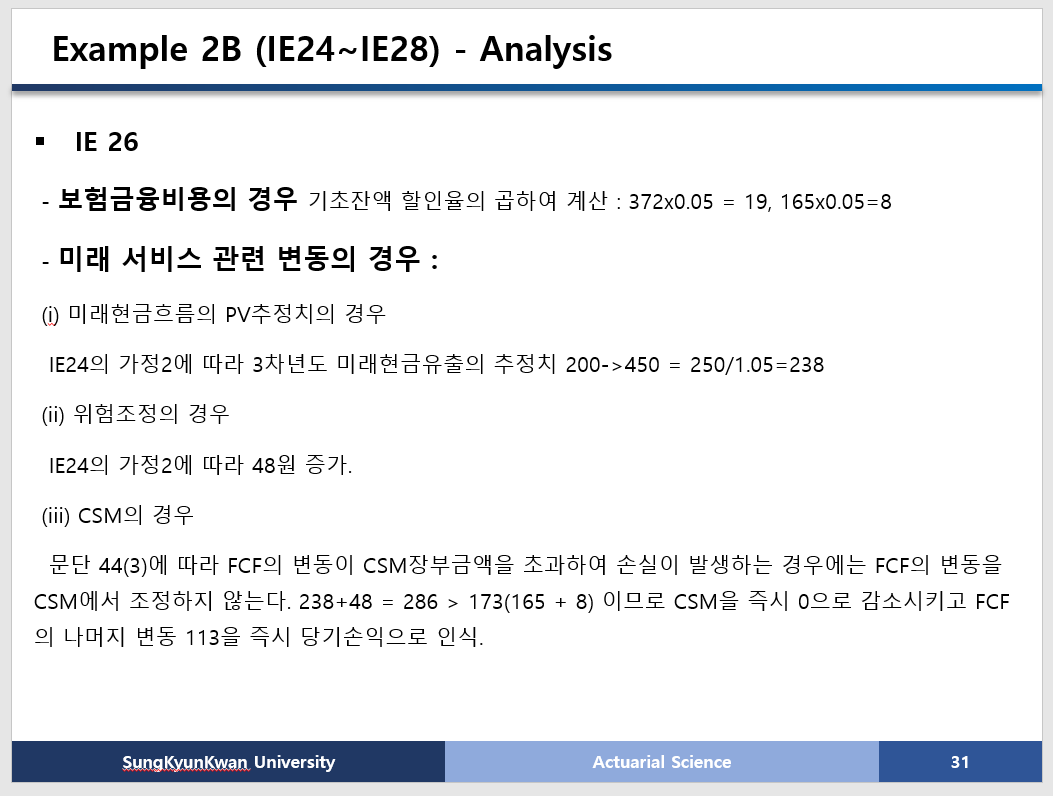 Example 2B (IE24~IE28) - Analysis
▪ IE 26
- 보험금융비용의 경우 기초잔액 할인율의 곱하여 계산 : 372x0.05 = 19, 165x0.05=8
- 미래 서비스 관련 변동의 경우 :
(i) 미래현금흐름의 PV추정치의 경우
IE24의 가정2에 따라 3차년도 미래현금유출의 추정치 200->450 = 250/1.05=238
(ii) 위험조정의 경우
IE24의 가정2에 따라 48원 증가.
(iii) CSM의 경우
문단 44(3)에 따라 FCF의 변동이 CSM장부금액을 초과하여 손실이 발생하는 경우에는 FCF의 변동을
CSM에서 조정하지 않는다. 238+48 = 286 > 173(165 + 8) 이므로 CSM을 즉시 0으로 감소시키고 FCF
의 나머지 변동 113을 즉시 당기손익으로 인식.
SungKyunKwan University
Actuarial Science
31